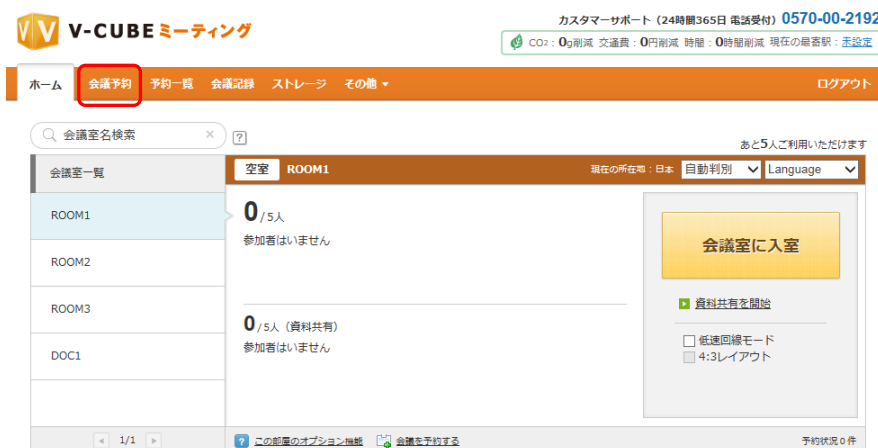 V-CUBE ミーティング
カスタマーサポート（24時間365日 電話受付）0570-00-2192
CO2：0g削減 交通費：0円削減 時間：0時間削減 現在の最寄駅：未設定
ホーム 会議予約 予約一覧 会議記録 ストレージ その他 ログアウト
会議室名検索 × ?
あと5人ご利用いただけます
会議室一覧
空室 ROOM1 現在の所在地：日本 自動判別 Language
ROOM1
0/5人
参加者はいません
会議室に入室
ROOM2
ROOM3
資料共有を開始
0/5人（資料共有）
参加者はいません
低速回線モード
4:3レイアウト
DOC1
1/1
? この部屋のオプション機能 会議を予約する 予約状況0件